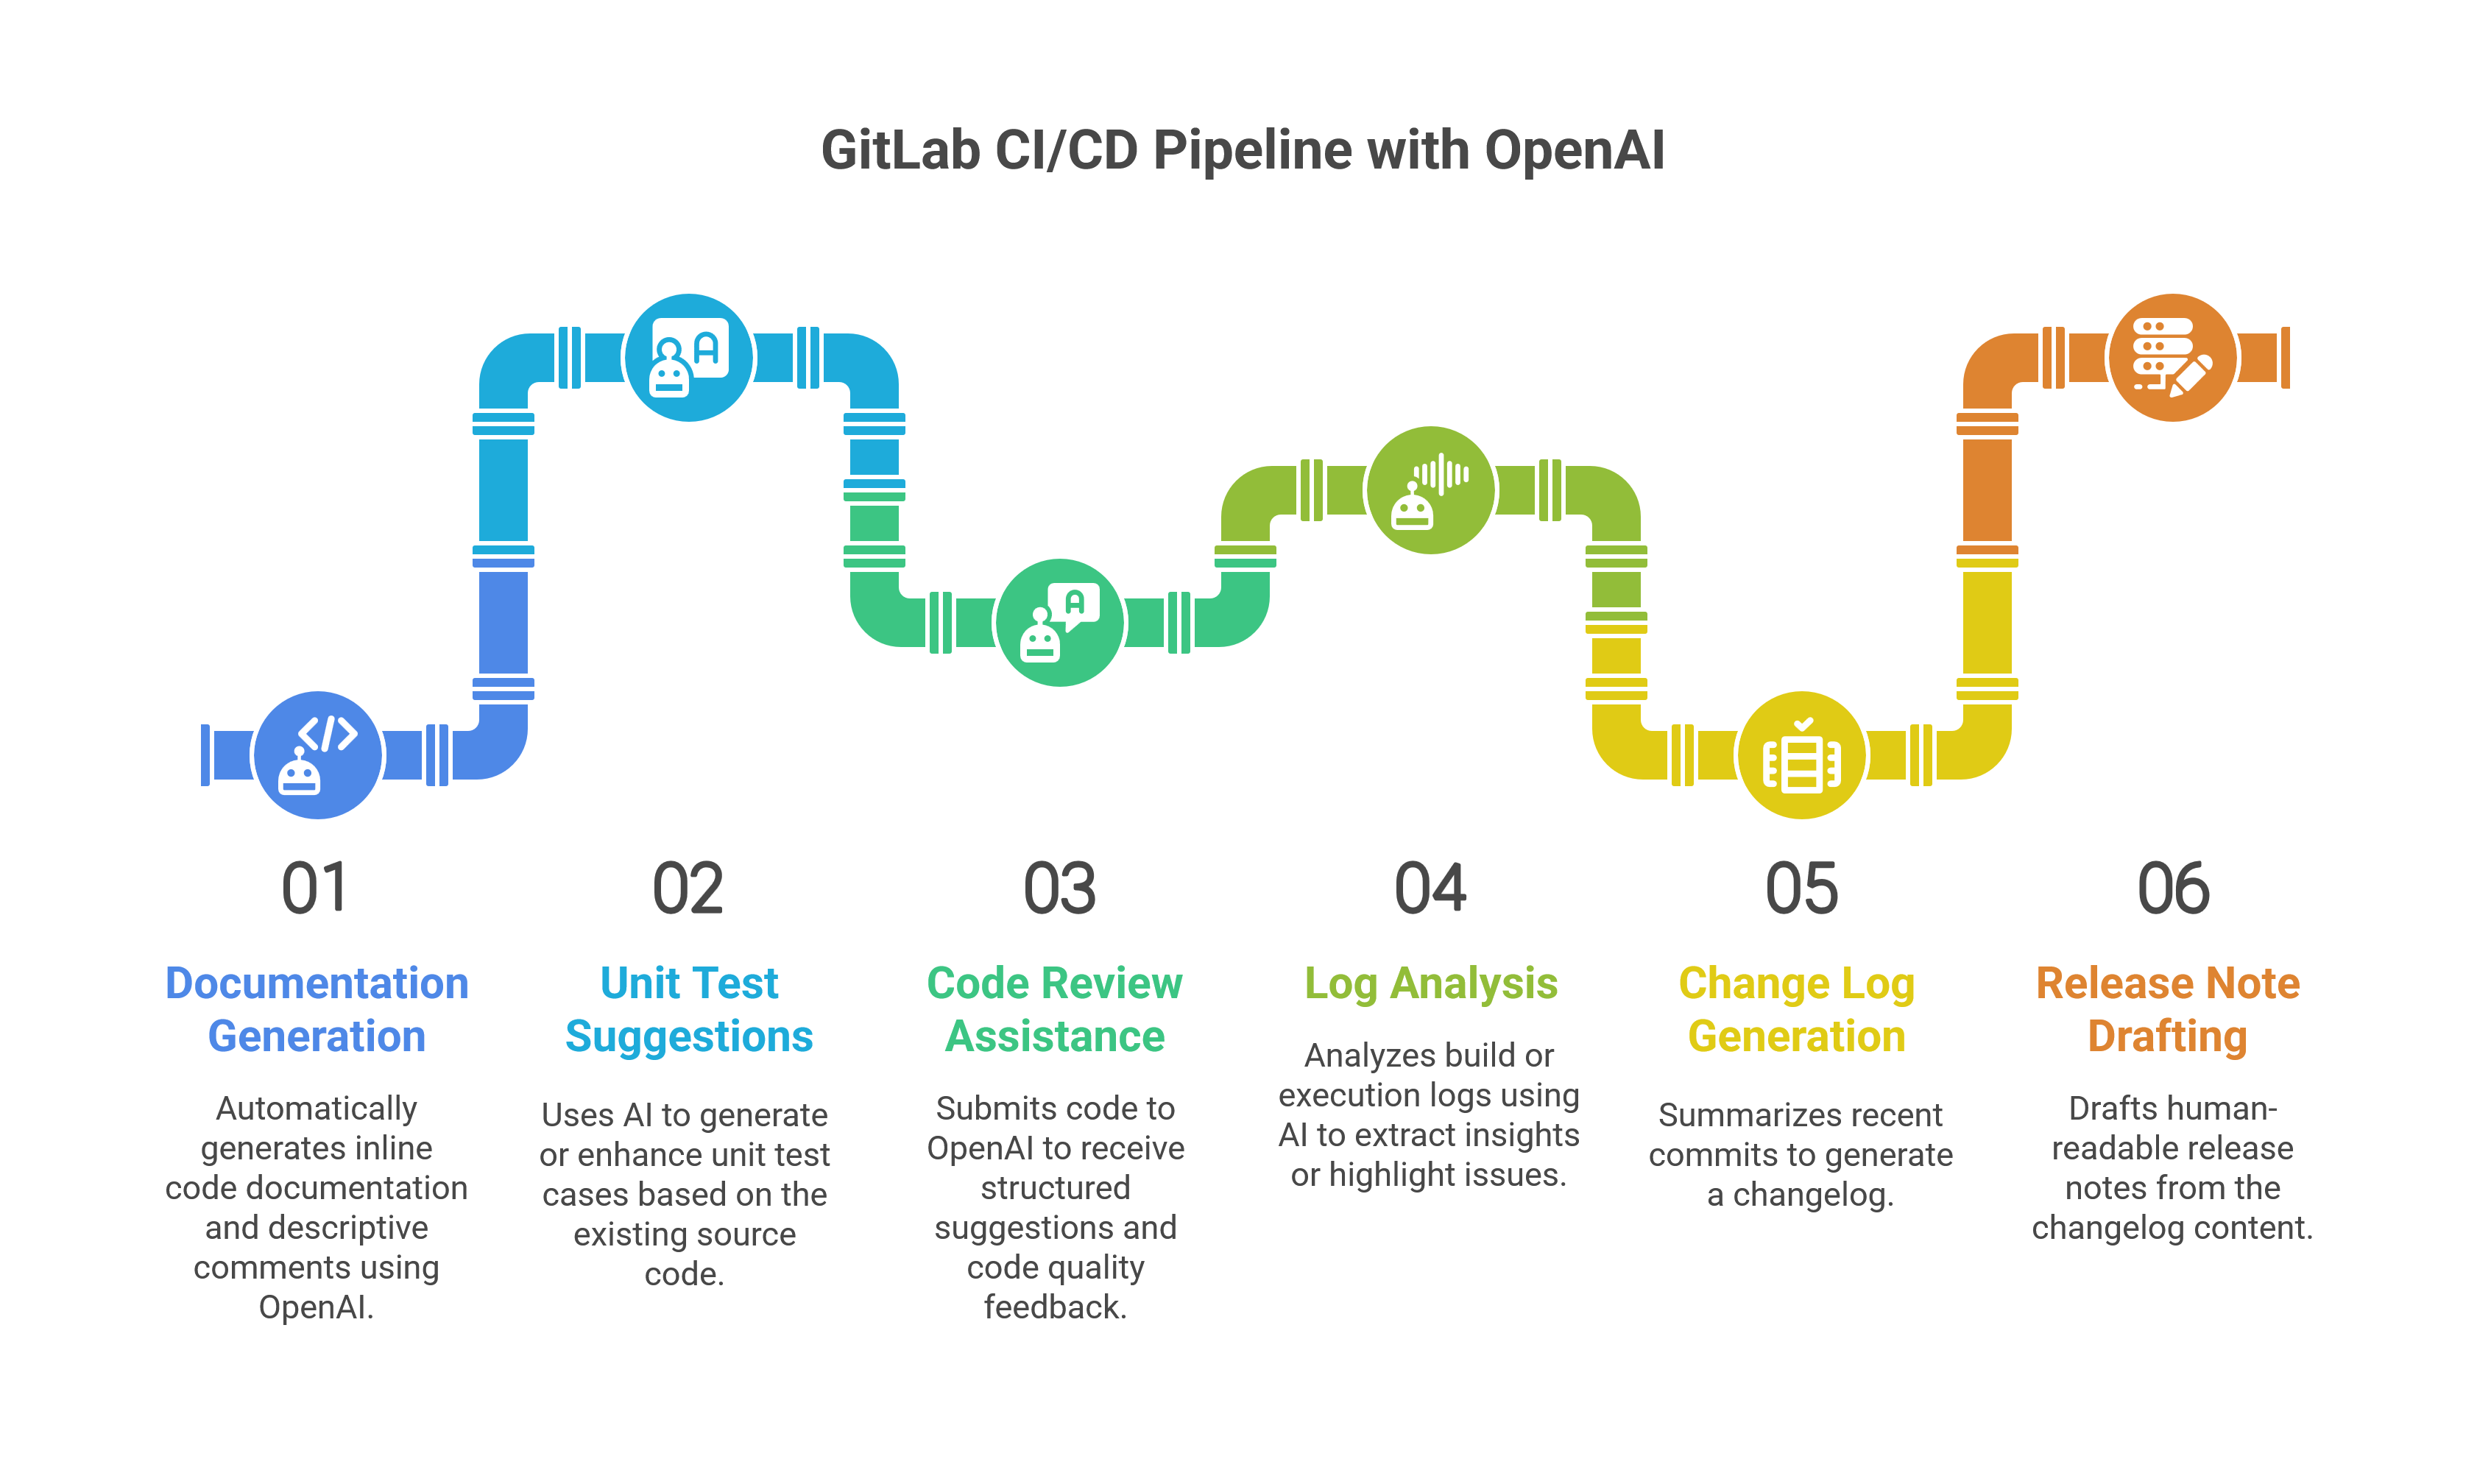 GitLab CI/CD Pipeline with OpenAI
A
A
01
Documentation
Generation
Automatically
generates inline
code documentation
and descriptive
comments using
OpenAI.
02
Unit Test
Suggestions
Uses AI to generate
or enhance unit test
cases based on the
existing source
code.
03
Code Review
Assistance
Submits code to
OpenAI to receive
structured
suggestions and
code quality
feedback.
04
Log Analysis
Analyzes build or
execution logs using
AI to extract insights
or highlight issues.
05
Change Log
Generation
Summarizes recent
commits to generate
a changelog.
06
Release Note
Drafting
Drafts human-
readable release
notes from the
changelog content.